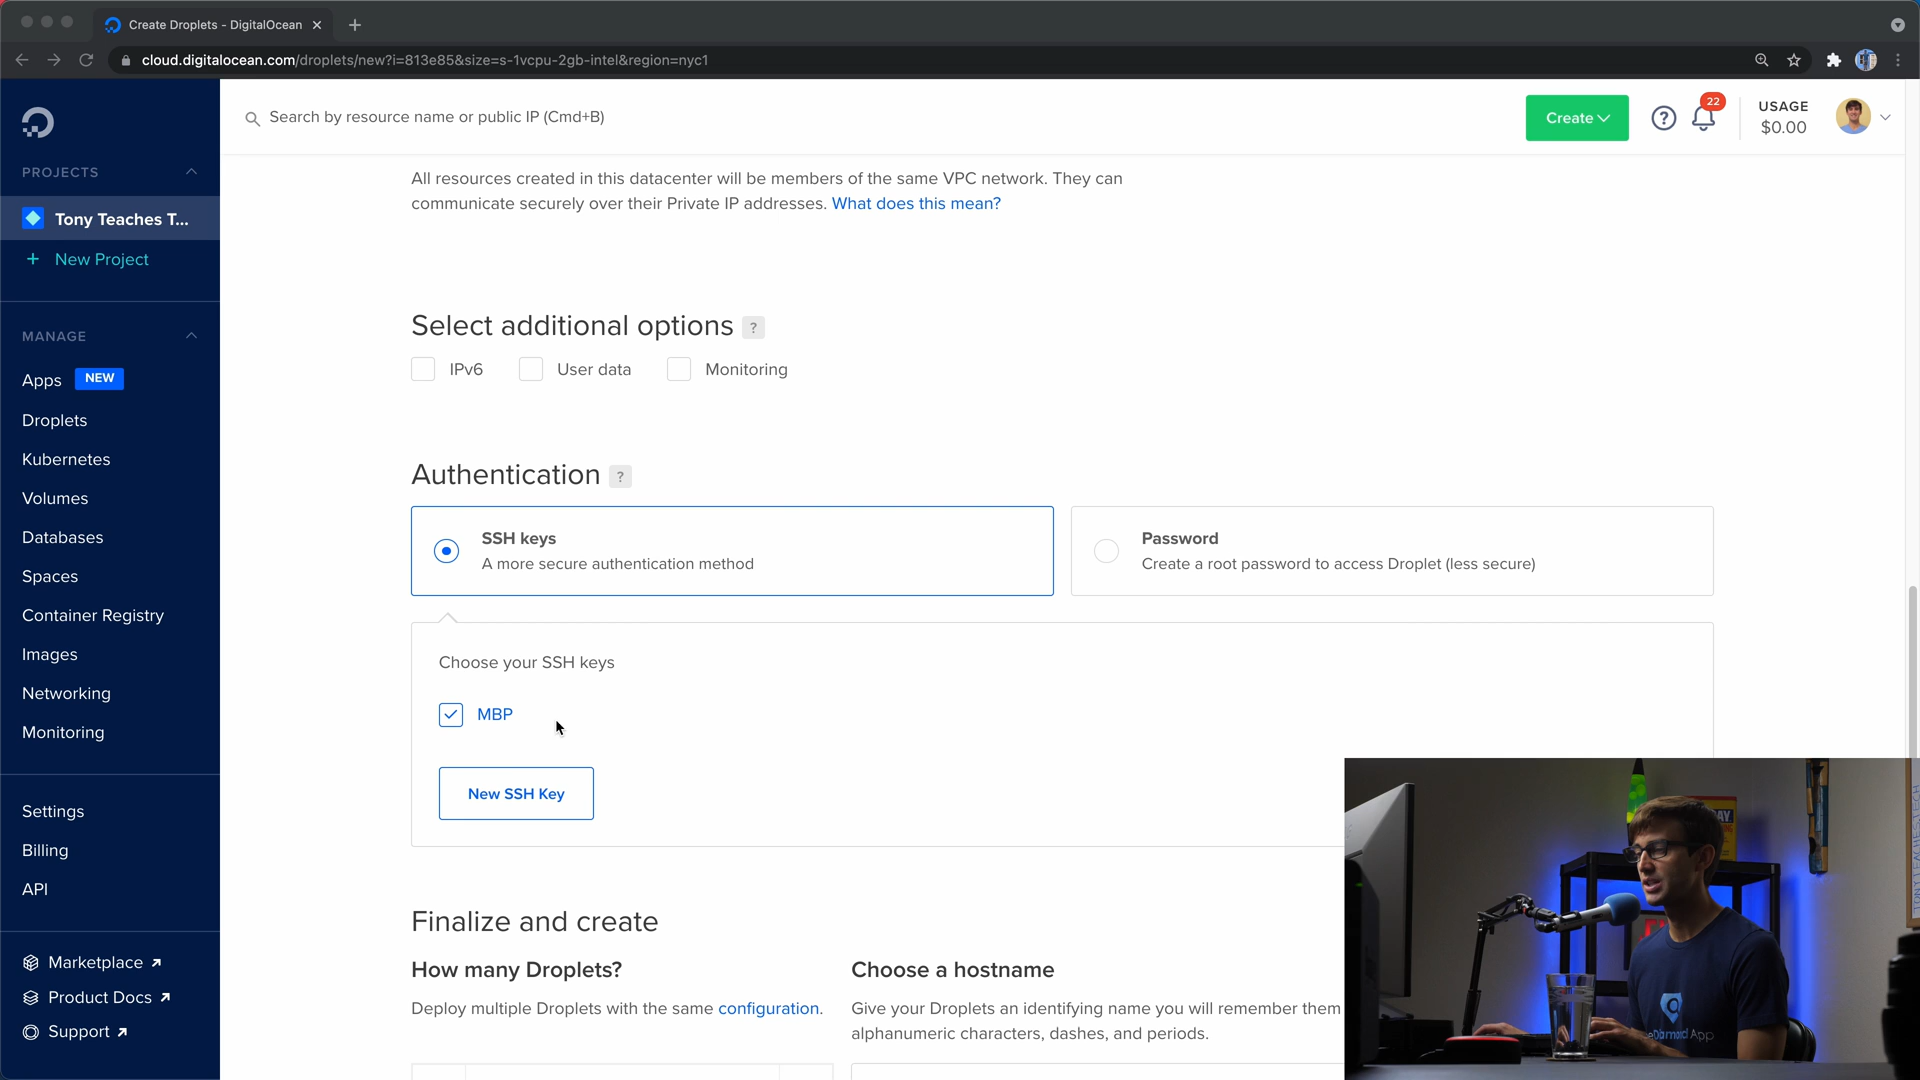 Create Droplets - DigitalOcean
cloud.digitalocean.com/droplets/new?i=813e85&size=s-1vcpu-2gb-intel&region=nyc1
Search by resource name or public IP (Cmd+B)
Create
?
22
USAGE
$0.00
PROJECTS
Tony Teaches T...
+ New Project
MANAGE
Apps NEW
Droplets
Kubernetes
Volumes
Databases
Spaces
Container Registry
Images
Networking
Monitoring
Settings
Billing
API
Marketplace
Product Docs
Support
All resources created in this datacenter will be members of the same VPC network. They can
communicate securely over their Private IP addresses. What does this mean?
Select additional options ?
IPv6
User data
Monitoring
Authentication ?
SSH keys
A more secure authentication method
Password
Create a root password to access Droplet (less secure)
Choose your SSH keys
MBP
New SSH Key
Finalize and create
How many Droplets?
Deploy multiple Droplets with the same configuration.
Choose a hostname
Give your Droplets an identifying name you will remember them
alphanumeric characters, dashes, and periods.